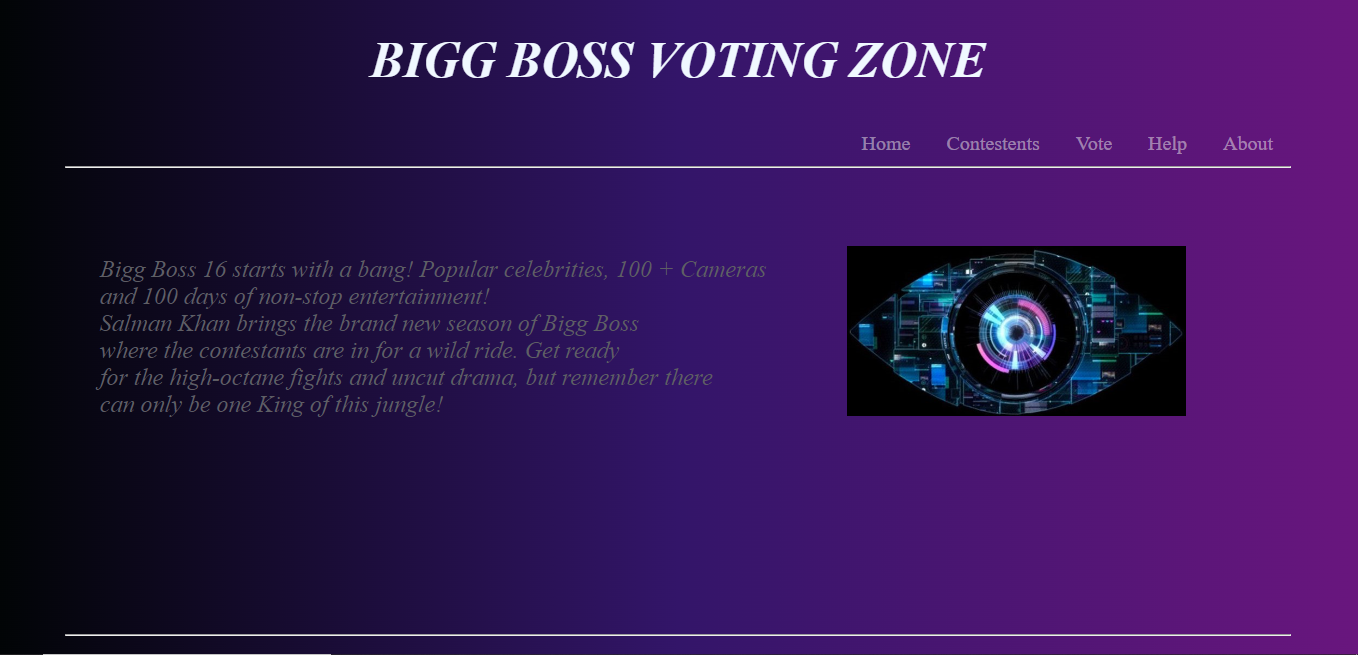 BIGG BOSS VOTING ZONE
Home Contestents Vote Help About
Bigg Boss 16 starts with a bang! Popular celebrities, 100 + Cameras
and 100 days of non-stop entertainment!
Salman Khan brings the brand new season of Bigg Boss
where the contestants are in for a wild ride. Get ready
for the high-octane fights and uncut drama, but remember there
can only be one King of this jungle!